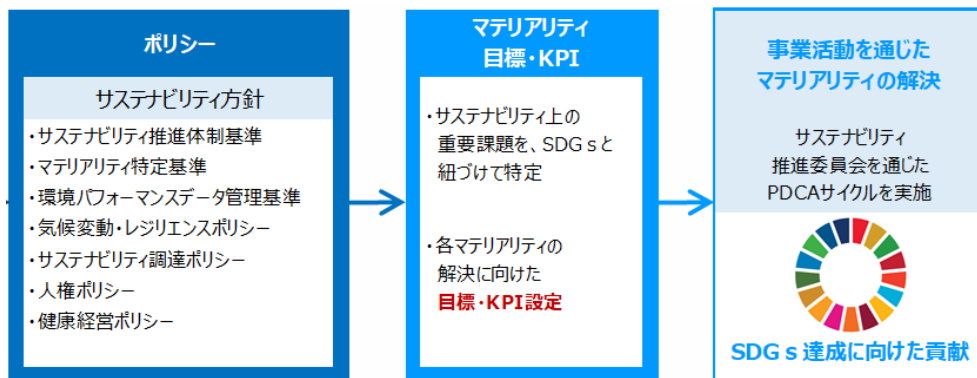 ポリシー
サステナビリティ方針
・サステナビリティ推進体制基準
・マテリアリティ特定基準
・環境パフォーマンスデータ管理基準
・気候変動・レジリエンスポリシー
・サステナビリティ調達ポリシー
・人権ポリシー
・健康経営ポリシー
マテリアリティ
目標・KPI
・サステナビリティ上の
重要課題を、SDGsと
紐づけて特定
・各マテリアリティの
解決に向けた
目標・KPI設定
事業活動を通じた
マテリアリティの解決
サステナビリティ
推進委員会を通じた
PDCAサイクルを実施
SDGs達成に向けた貢献